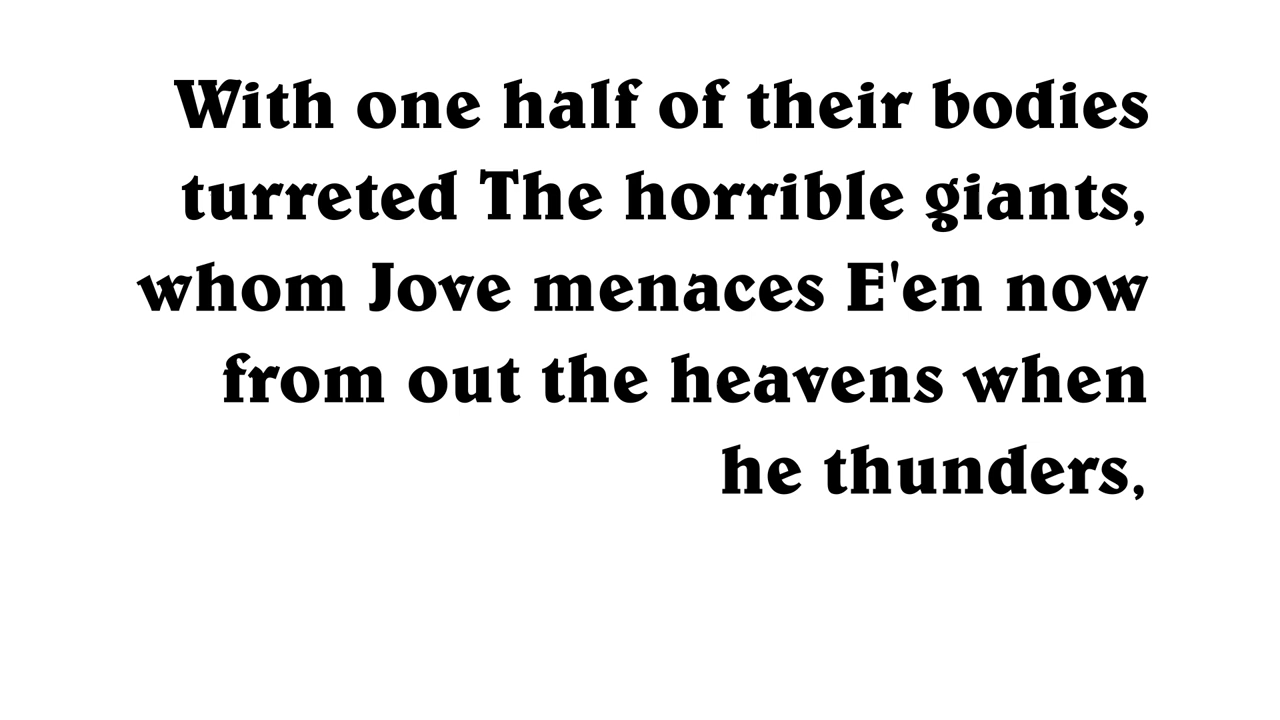 With one half of their bodies
turreted The horrible giants,
whom Jove menaces E'en now
from out the heavens when
he thunders,